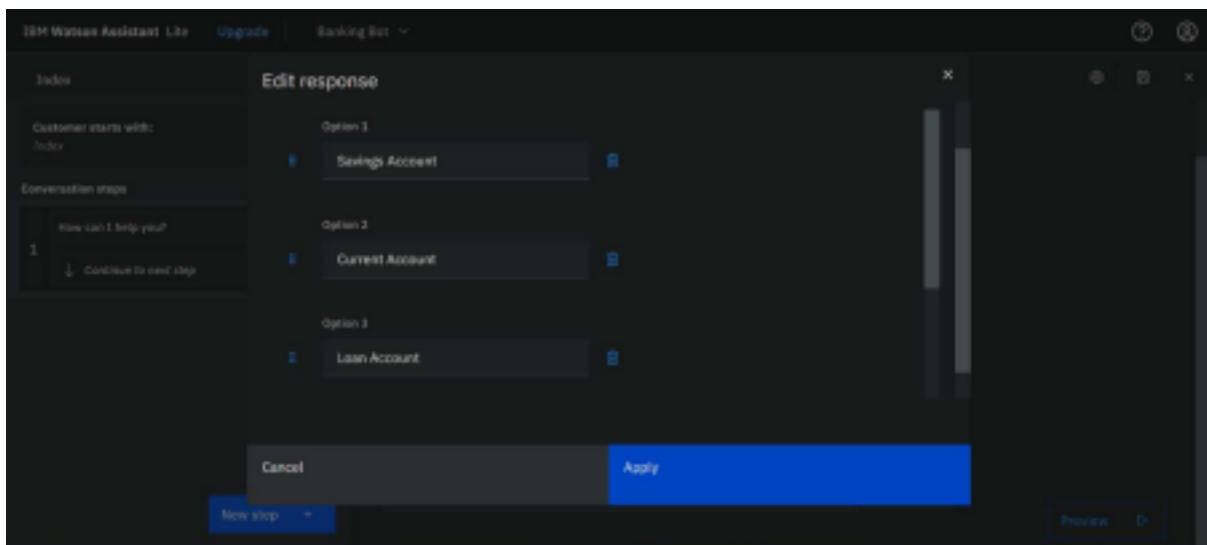 IBM Watson Assistant Lite Upgrade Banking Bot
Index
Edit response
Customer starts with:
Index
Option 1
Savings Account
Conversation steps
How can I help you?
1
Continue to next step
Option 2
Current Account
Option 3
Loan Account
Cancel
Apply
New step +
Preview